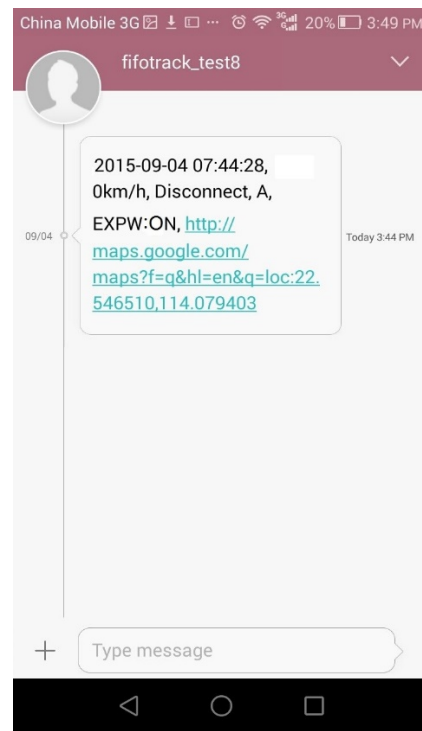 China Mobile 3G ... 3G G 20% 3:49 PM
fifotrack_test8
2015-09-04 07:44:28,
0km/h, Disconnect, A,
EXPW:ON, http://
maps.google.com/
maps?f=q&hl=en&q=loc:22.
546510,114.079403
09/04
Today 3:44 PM
Type message